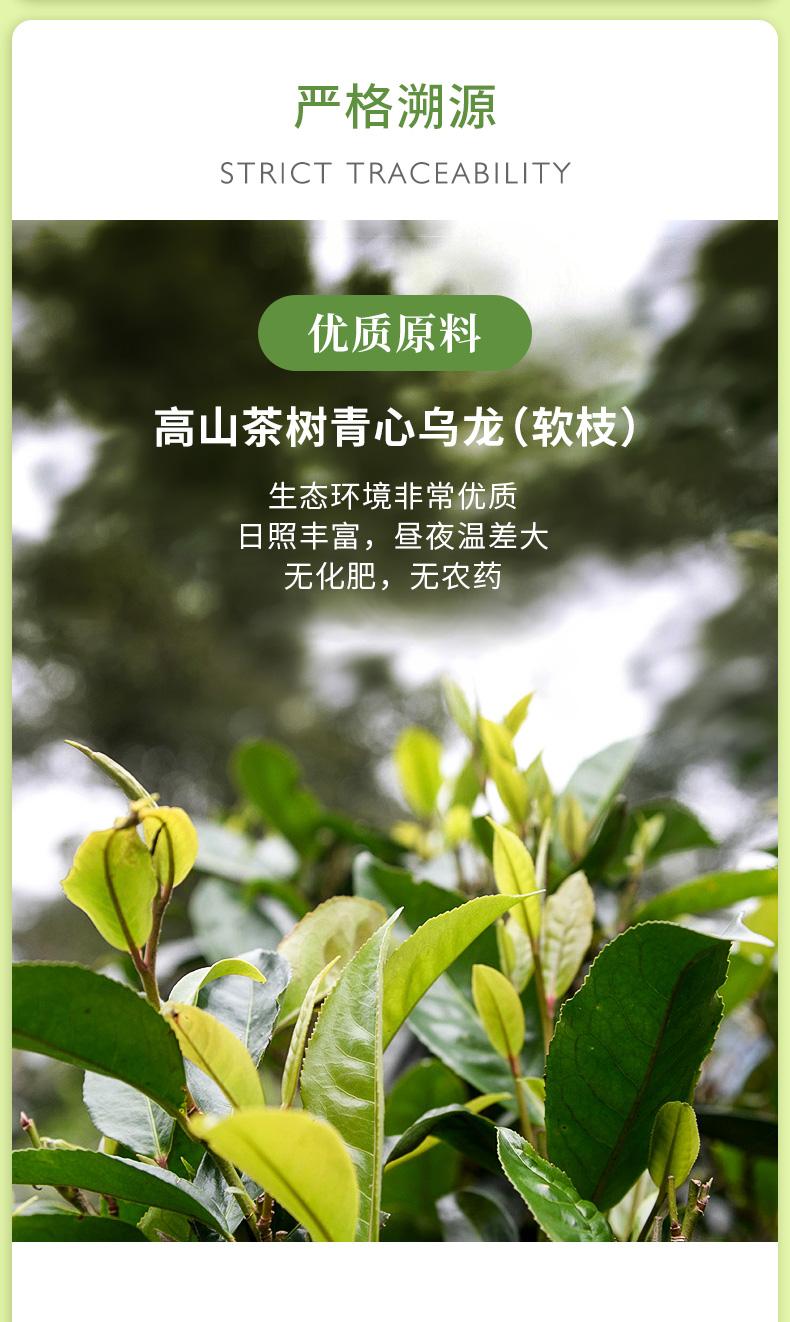 严格溯源
STRICT TRACEABILITY
优质原料
高山茶树青心乌龙（软枝）
生态环境非常优质
日照丰富，昼夜温差大
无化肥，无农药